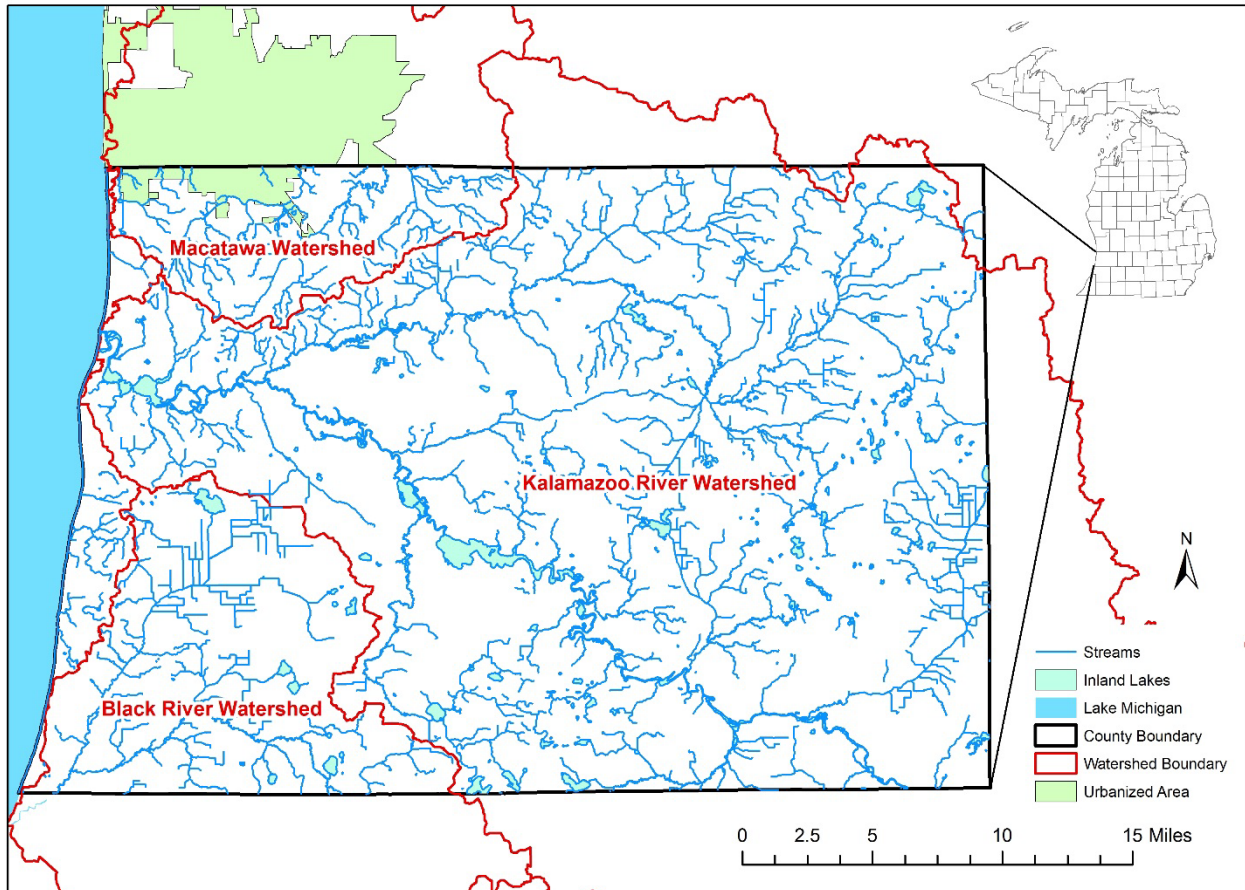 Macatawa Watershed
Kalamazoo River Watershed
Black River Watershed
N
Streams
Inland Lakes
Lake Michigan
County Boundary
Watershed Boundary
Urbanized Area
0 2.5 5 10 15 Miles